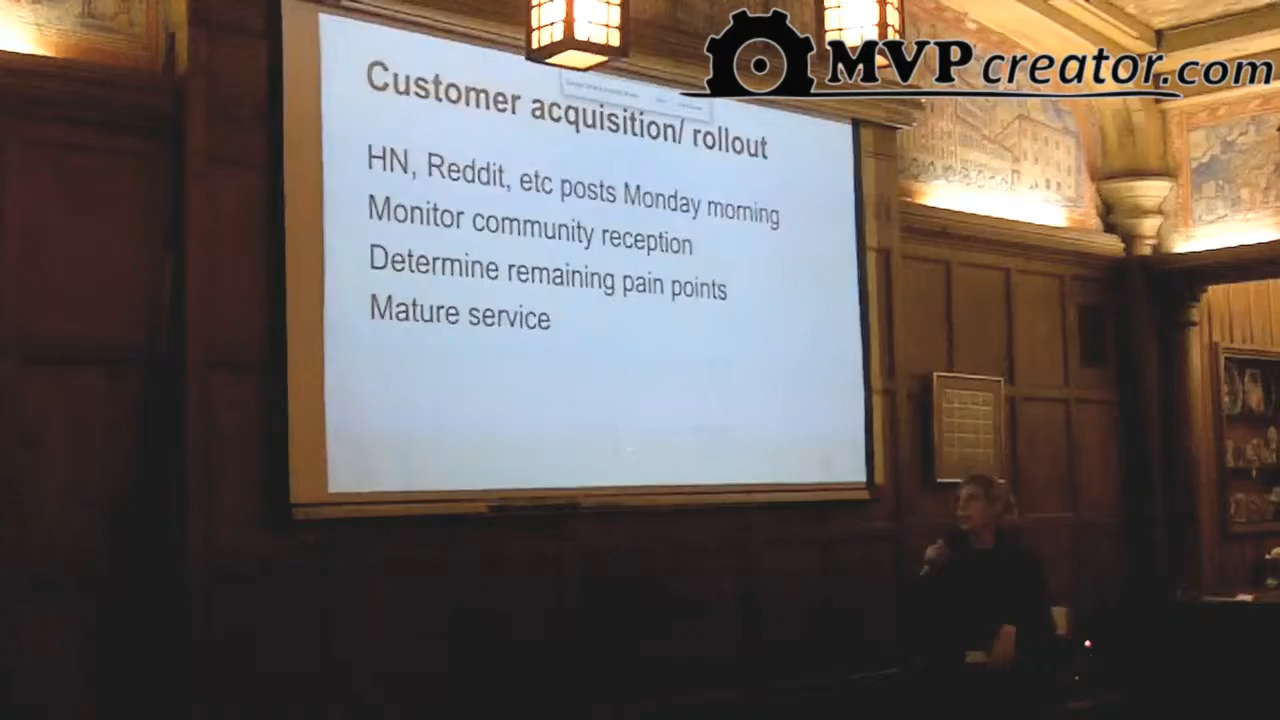 MVPcreator.com
Customer acquisition/ rollout
HN, Reddit, etc posts Monday morning
Monitor community reception
Determine remaining pain points
Mature service